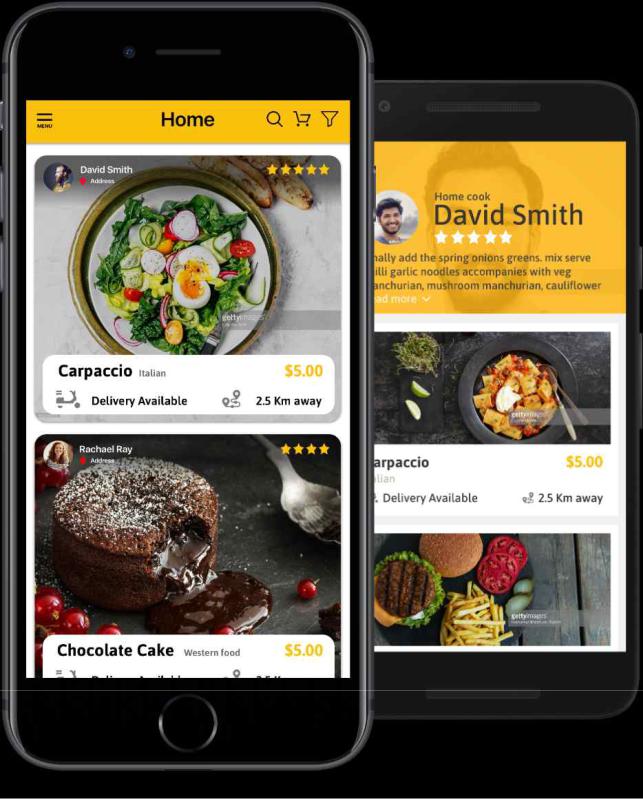 MENU
Home
David Smith
Address
gettyimages
Carpaccio Italian $5.00
Delivery Available 2.5 Km away
Rachael Ray
Address
Chocolate Cake Western food $5.00
Home cook
David Smith
nally add the spring onions greens. mix serve
illi garlic noodles accompanies with veg
anchurian, mushroom manchurian, cauliflower
ead more
gettyimages
arpaccio $5.00
alian
Delivery Available 2.5 Km away
gettyimages